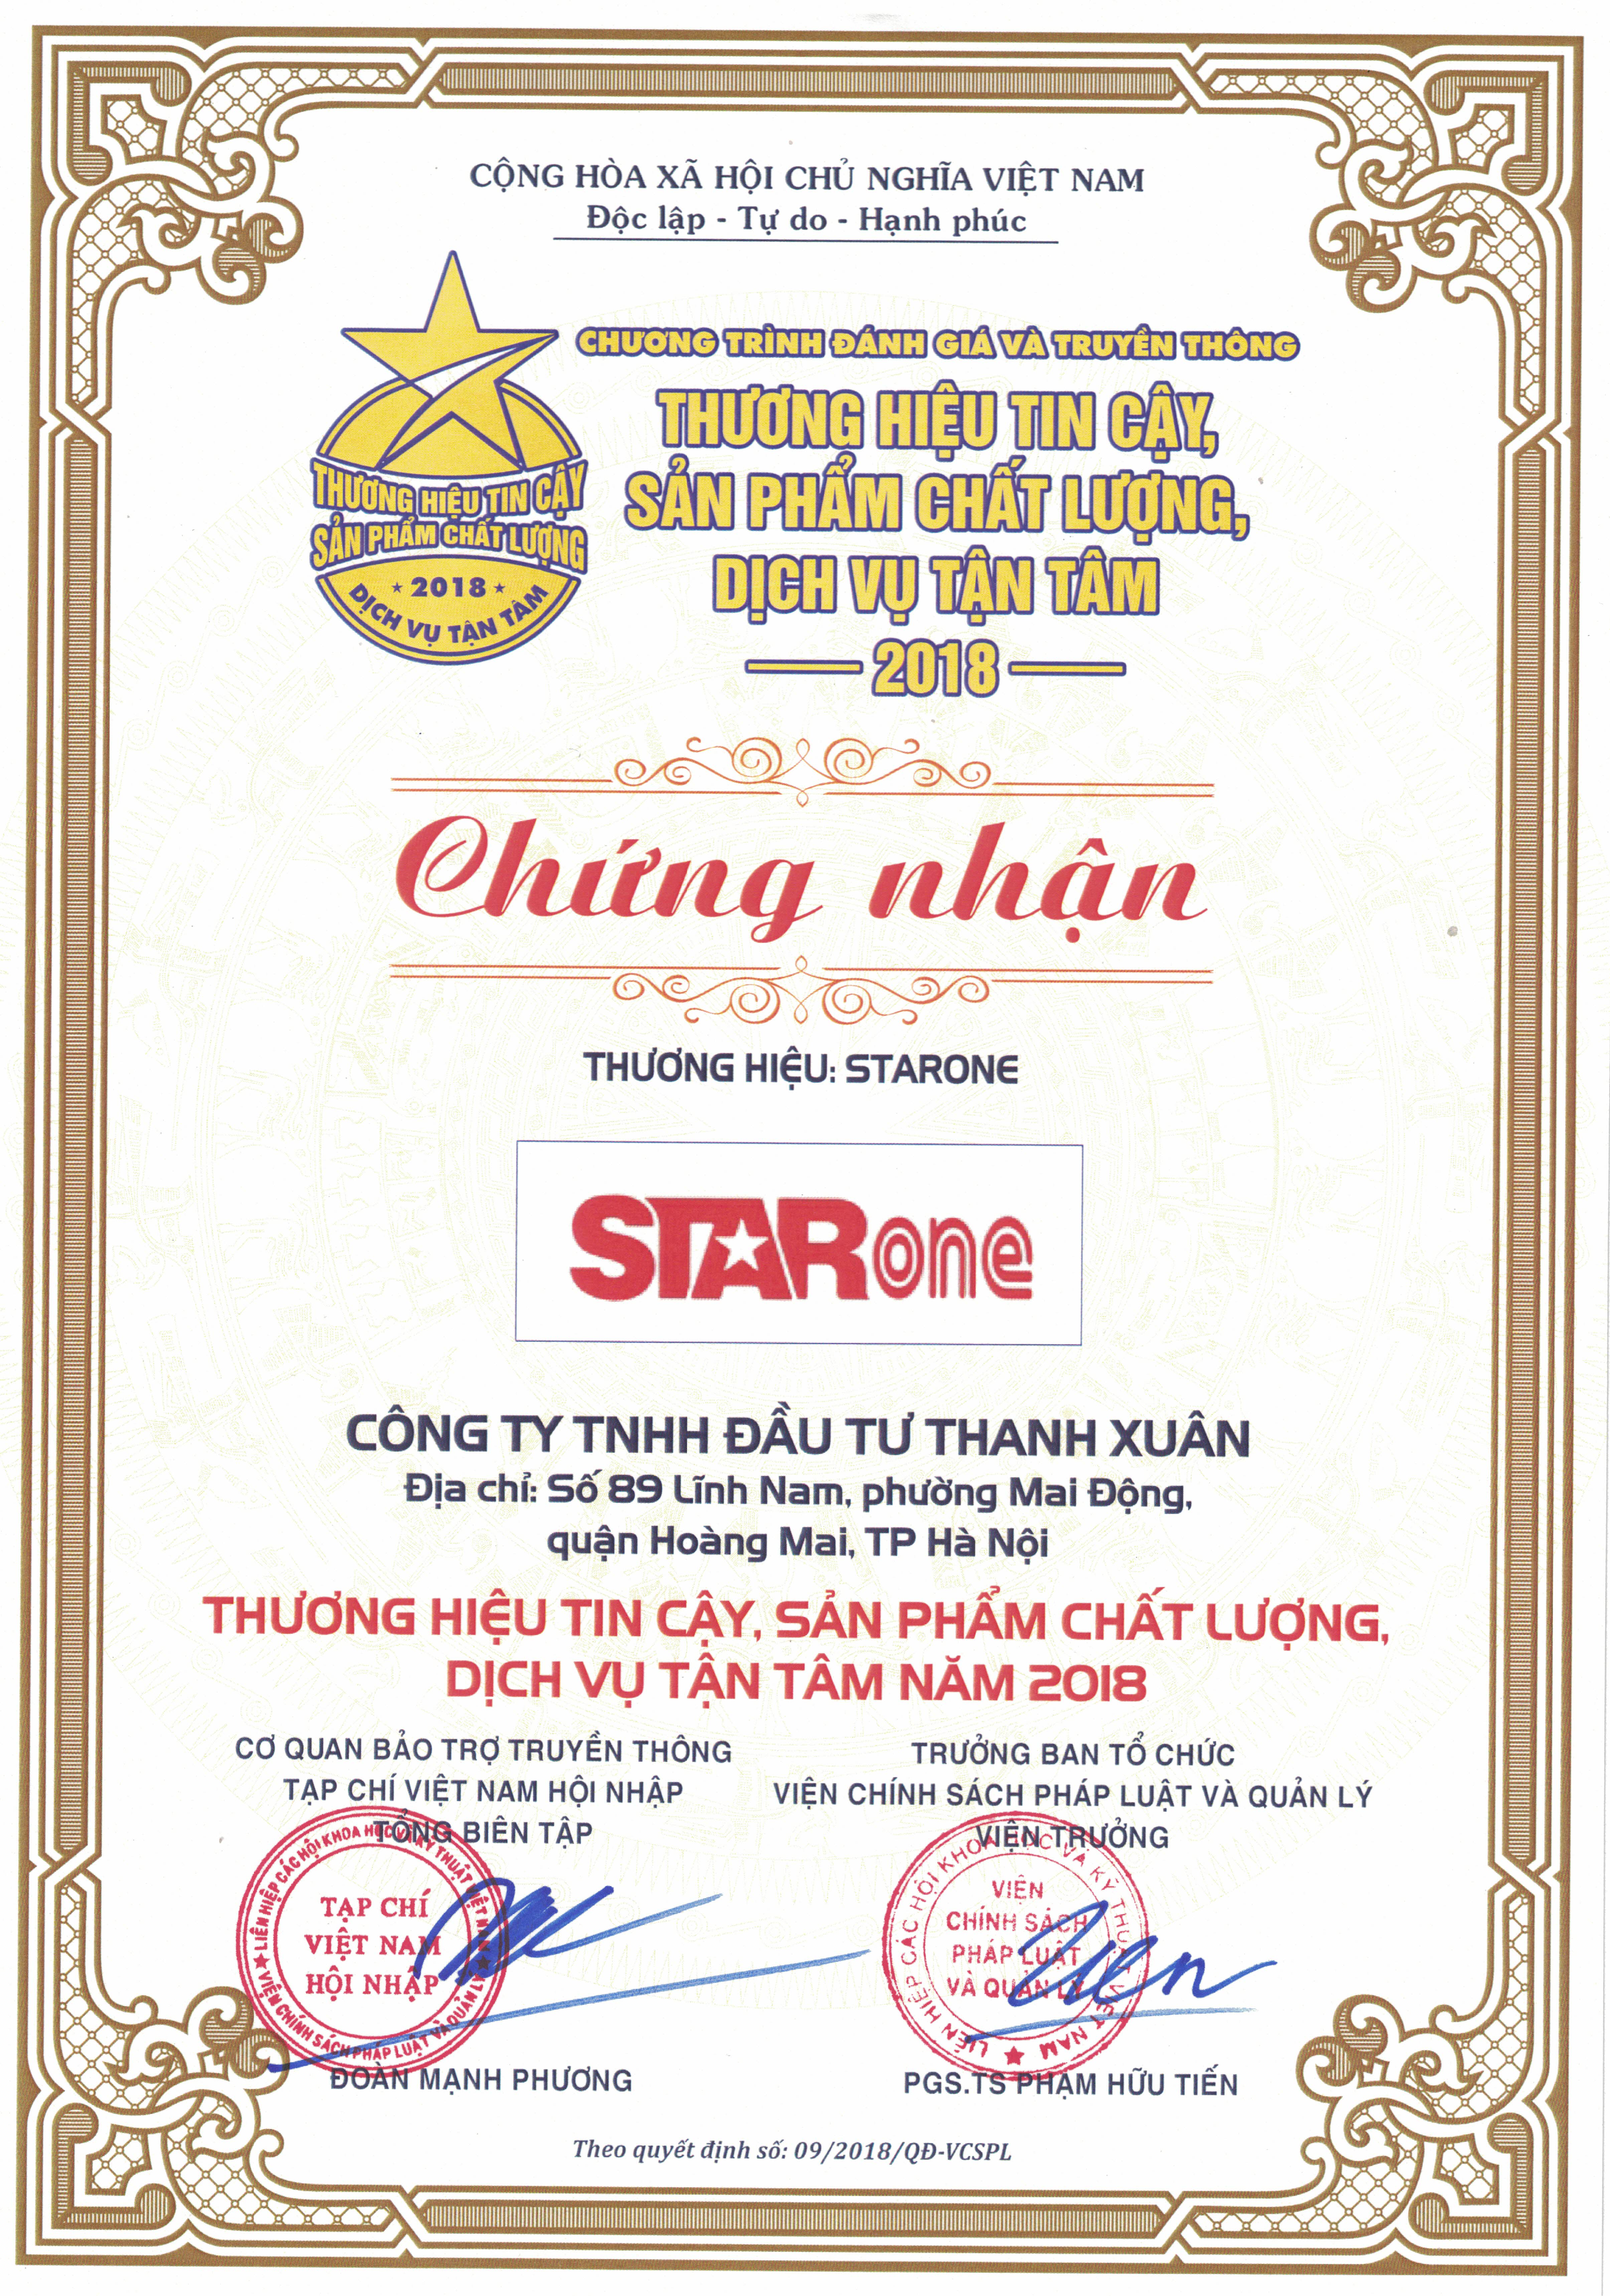 CỘNG HÒA XÃ HỘI CHỦ NGHĨA VIỆT NAM
Độc lập - Tự do - Hạnh phúc
CHƯƠNG TRÌNH ĐÁNH GIÁ VÀ TRUYỀN THÔNG
THƯƠNG HIỆU TIN CẬY,
SẢN PHẨM CHẤT LƯỢNG,
DỊCH VỤ TẬN TÂM
2018
THƯƠNG HIỆU TIN CẬY
SẢN PHẨM CHẤT LƯỢNG
2018
DỊCH VỤ TẬN TÂM
Chứng nhận
THƯƠNG HIỆU: STARONE
STARone
CÔNG TY TNHH ĐẦU TƯ THANH XUÂN
Địa chỉ: Số 89 Lĩnh Nam, phường Mai Động,
quận Hoàng Mai, TP Hà Nội
THƯƠNG HIỆU TIN CẬY, SẢN PHẨM CHẤT LƯỢNG,
DỊCH VỤ TẬN TÂM NĂM 2018
CƠ QUAN BẢO TRỢ TRUYỀN THÔNG
TẠP CHÍ VIỆT NAM HỘI NHẬP
TỔNG BIÊN TẬP
LIÊN HIỆP CÁC HỘI KHOA HỌC VÀ KỸ THUẬT VIỆT NAM
TẠP CHÍ
VIỆT NAM
HỘI NHẬP
VIỆN CHÍNH SÁCH PHÁP LUẬT VÀ QUẢN LÝ
ĐOÀN MẠNH PHƯƠNG
TRƯỞNG BAN TỔ CHỨC
VIỆN CHÍNH SÁCH PHÁP LUẬT VÀ QUẢN LÝ
VIỆN TRƯỞNG
LIÊN HIỆP CÁC HỘI KHOA HỌC VÀ KỸ THUẬT VIỆT NAM
VIỆN
CHÍNH SÁCH
PHÁP LUẬT
VÀ QUẢN LÝ
PGS.TS PHẠM HỮU TIẾN
Theo quyết định số: 09/2018/QĐ-VCSPL